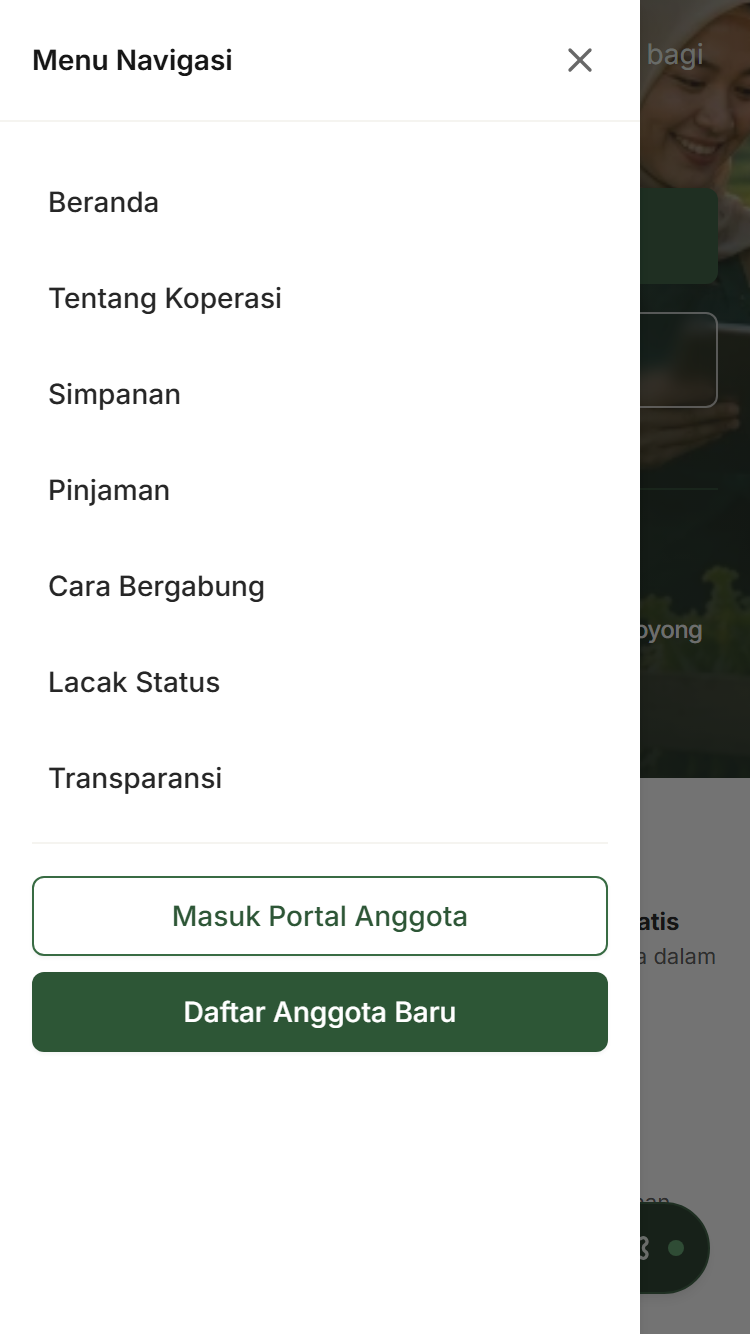 Menu Navigasi
bagi
Beranda
Tentang Koperasi
Simpanan
Pinjaman
Cara Bergabung
Lacak Status
Transparansi
Masuk Portal Anggota
Daftar Anggota Baru
dalam